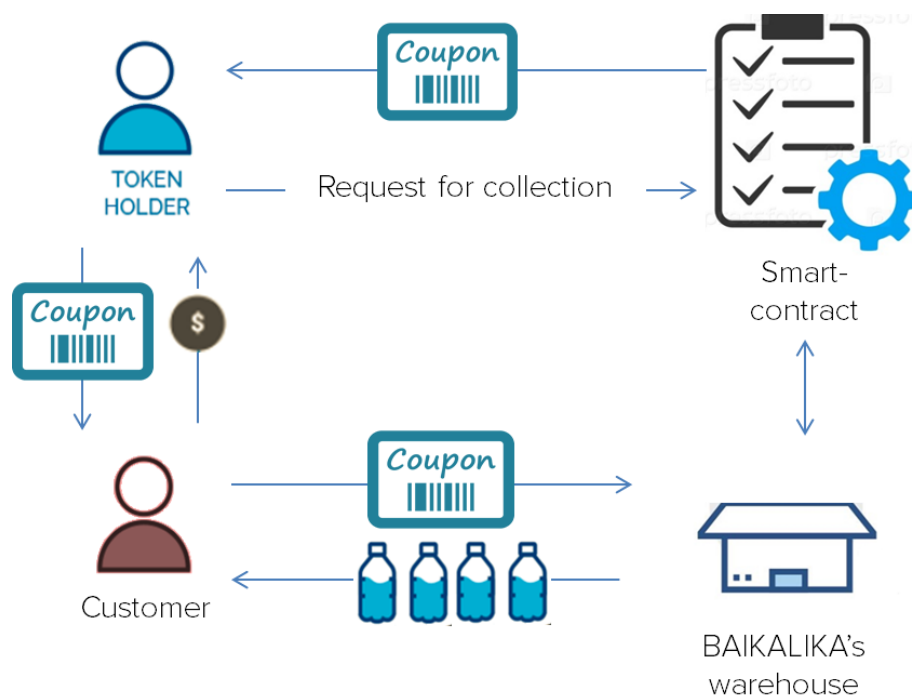 Coupon
TOKEN
HOLDER
Request for collection
Smart-
contract
Coupon
$
Coupon
Customer
BAIKALIKA's
warehouse